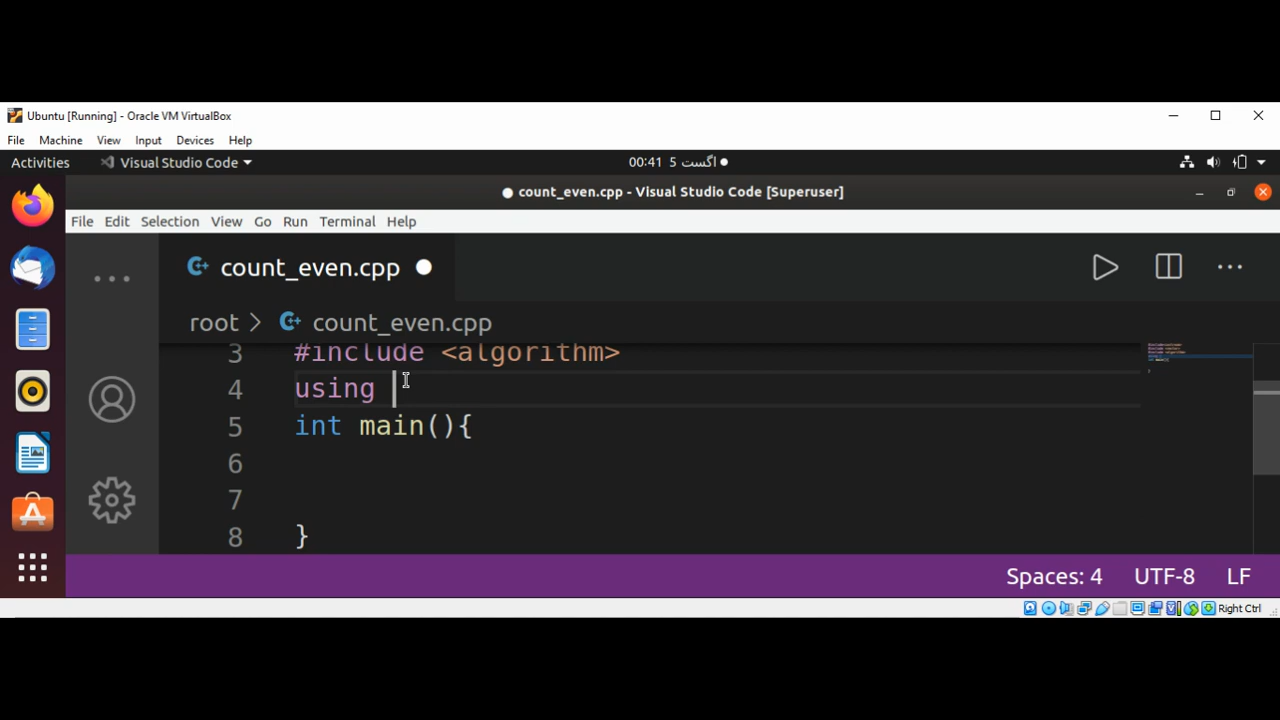 Ubuntu [Running] - Oracle VM VirtualBox
File Machine View Input Devices Help
Activities Visual Studio Code 00:41 5 اگست
● count_even.cpp - Visual Studio Code [Superuser]
File Edit Selection View Go Run Terminal Help
count_even.cpp
root > count_even.cpp
3 #include <algorithm>
4 using
5 int main(){
6
7
8 }
Spaces: 4 UTF-8 LF
Right Ctrl